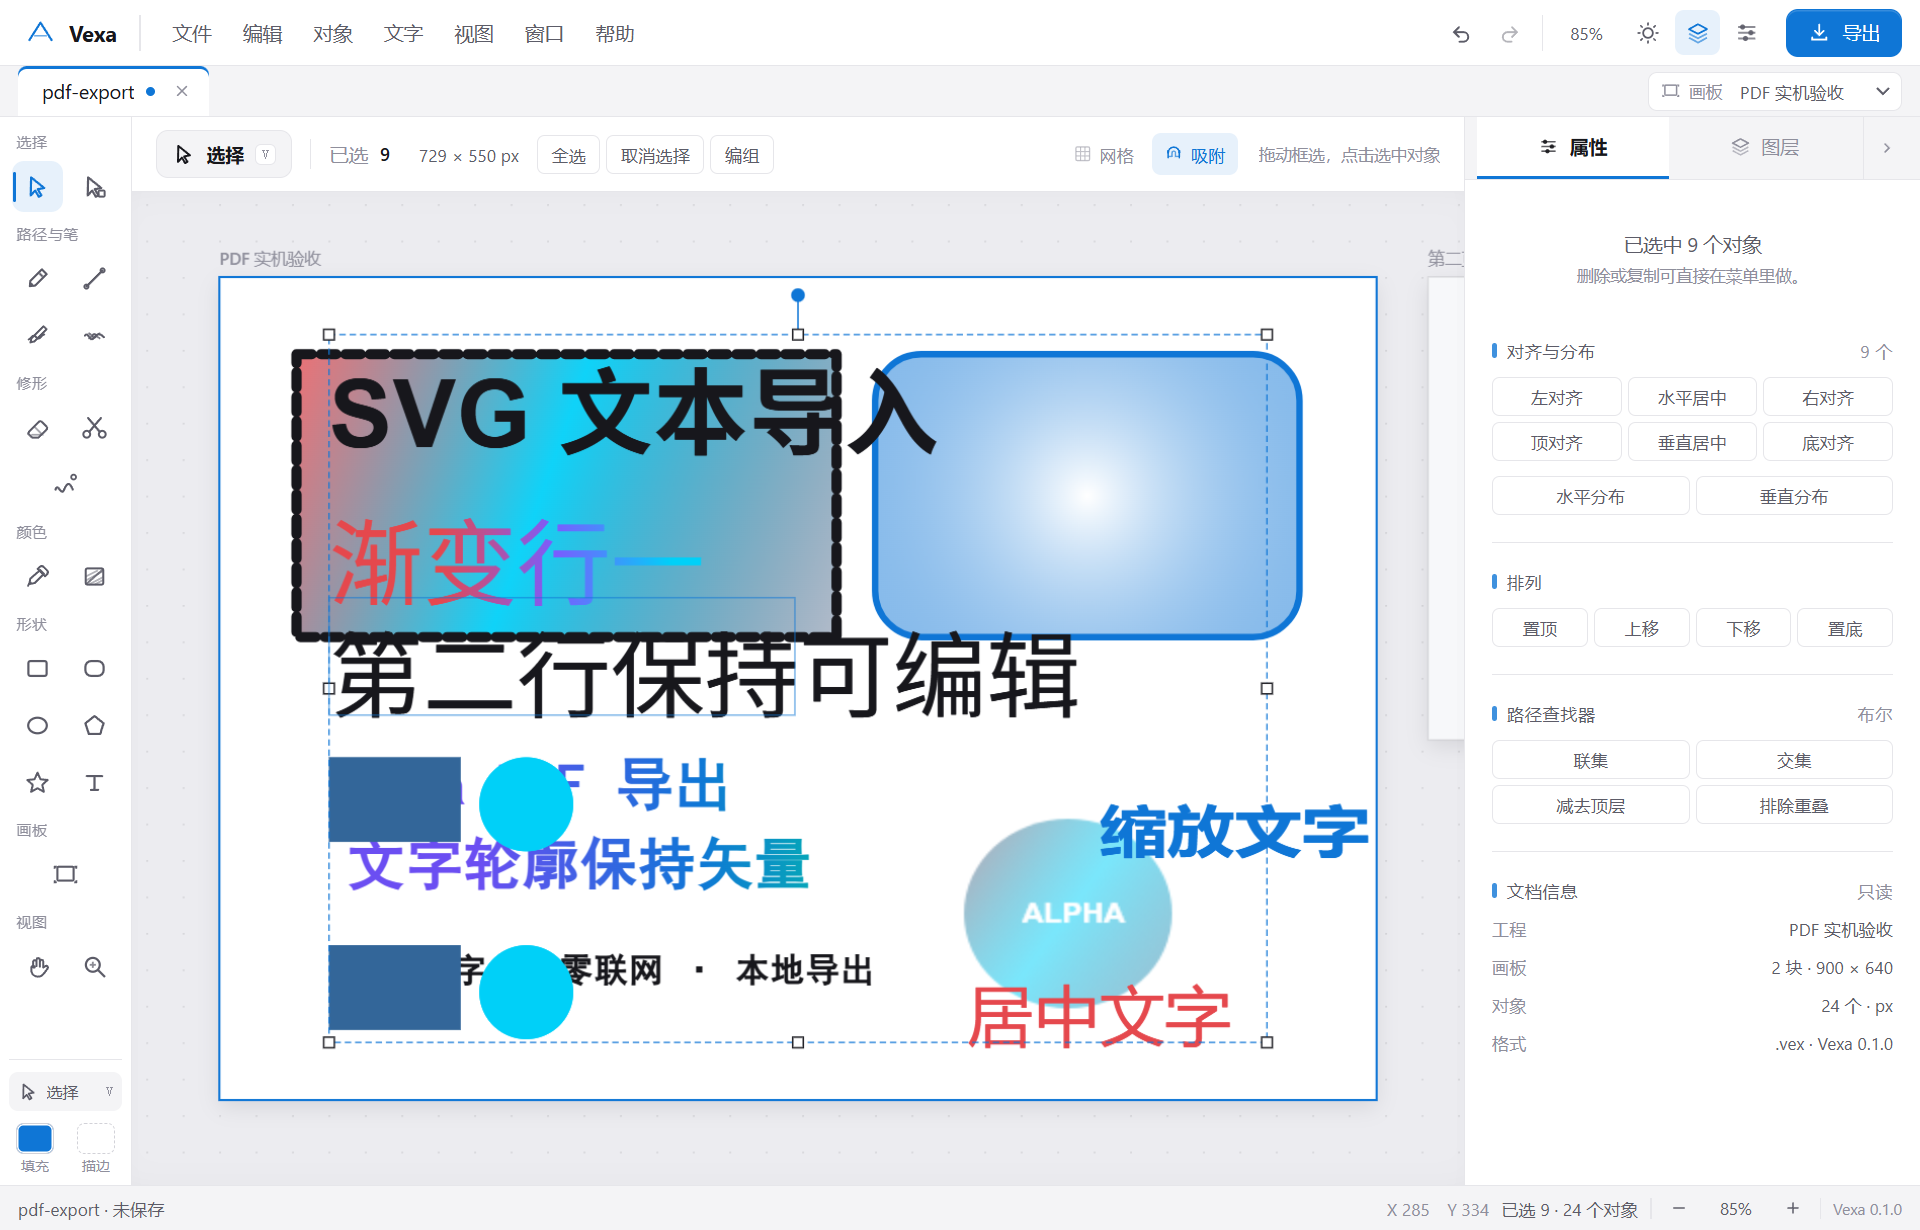 Vexa 文件 编辑 对象 文字 视图 窗口 帮助 85% 导出
pdf-export 画板 PDF 实机验收
选择 V 已选 9 729 × 550 px 全选 取消选择 编组 网格 吸附 拖动框选，点击选中对象
选择
路径与笔
修形
颜色
形状
画板
视图
选择 V
填充 描边
PDF 实机验收
第二
SVG 文本导入
渐变行一
第二行保持可编辑
导出
文字轮廓保持矢量
缩放文字
ALPHA
字 零联网 · 本地导出
居中文字
属性 图层
已选中 9 个对象
删除或复制可直接在菜单里做。
对齐与分布 9 个
左对齐 水平居中 右对齐
顶对齐 垂直居中 底对齐
水平分布 垂直分布
排列
置顶 上移 下移 置底
路径查找器 布尔
联集 交集
减去顶层 排除重叠
文档信息 只读
工程 PDF 实机验收
画板 2 块 · 900 × 640
对象 24 个 · px
格式 .vex · Vexa 0.1.0
pdf-export · 未保存 X 285 Y 334 已选 9 · 24 个对象 85% Vexa 0.1.0